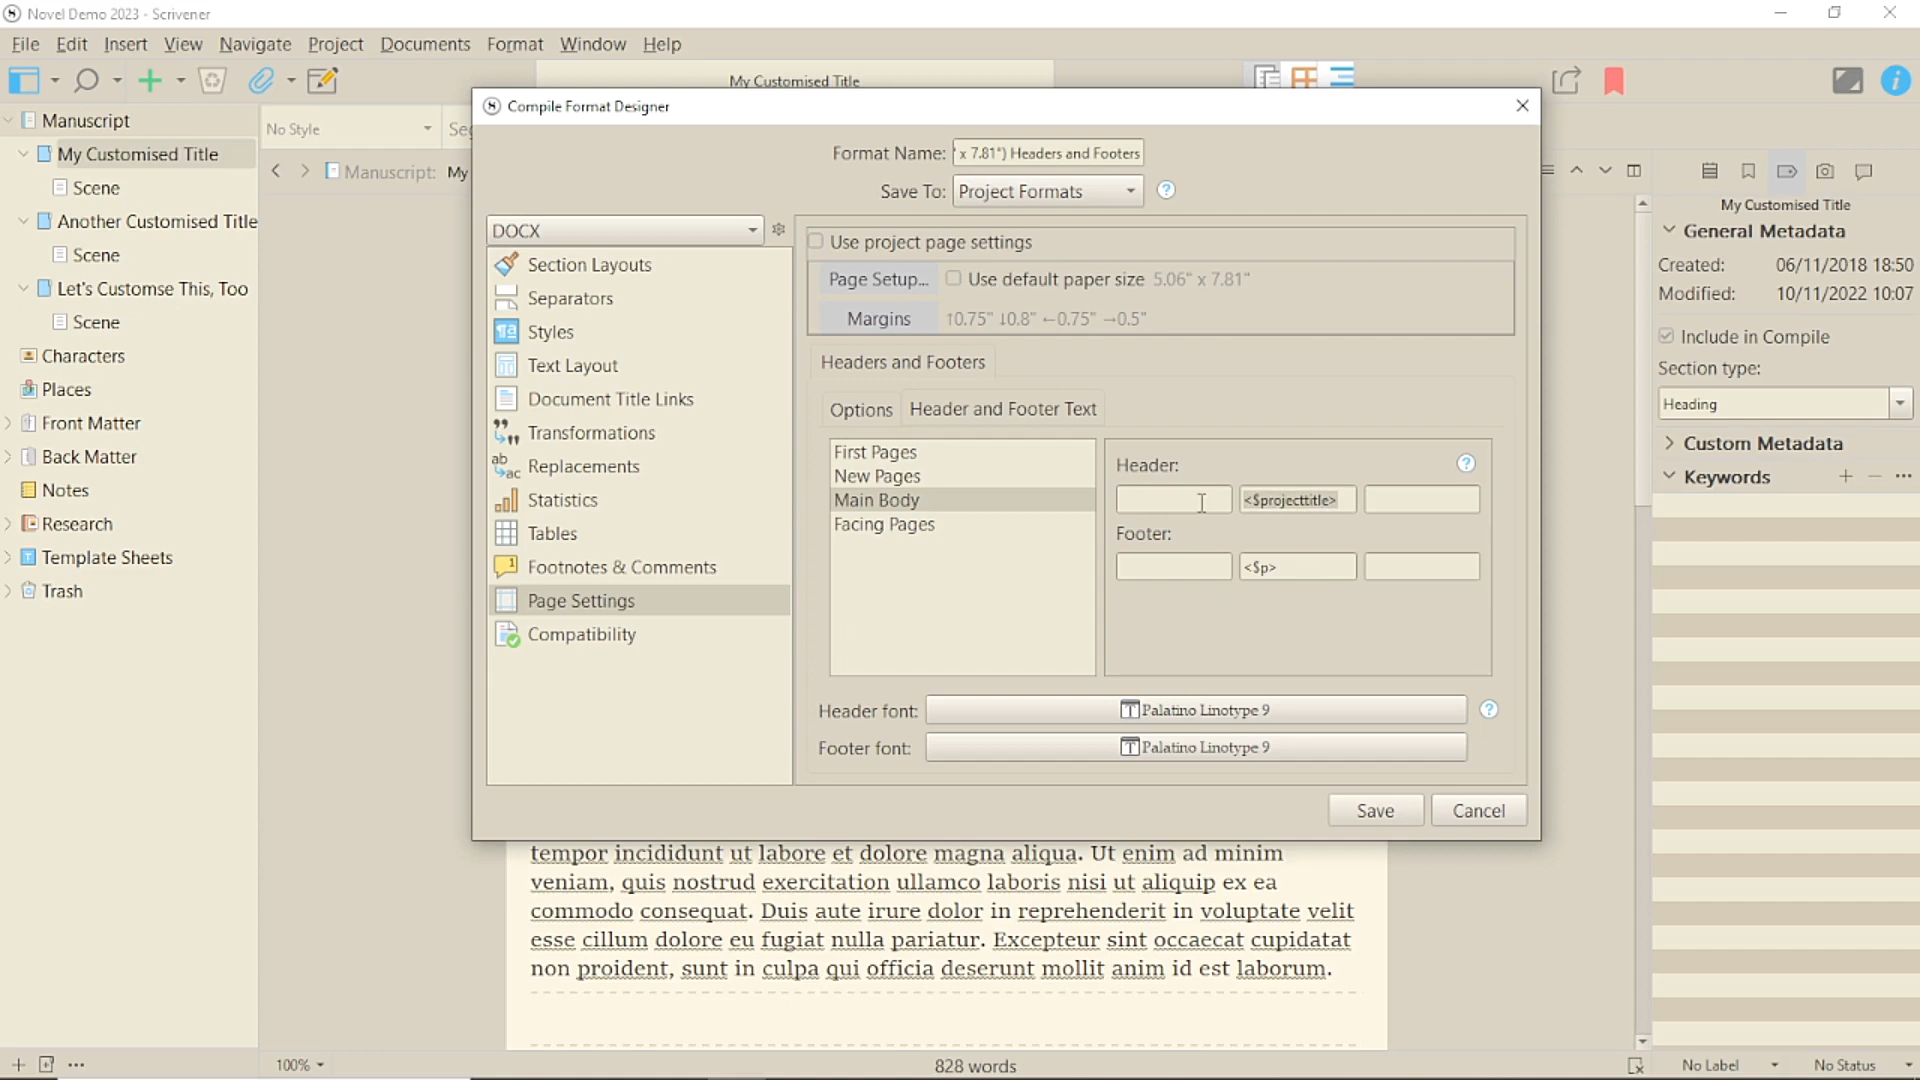 Novel Demo 2023 - Scrivener
File Edit Insert View Navigate Project Documents Format Window Help
My Customised Title
Manuscript
My Customised Title
Scene
Another Customised Title
Scene
Let's Customse This, Too
Scene
Characters
Places
Front Matter
Back Matter
Notes
Research
Template Sheets
Trash
No Style
Manuscript: My
Compile Format Designer
Format Name: x 7.81") Headers and Footers
Save To: Project Formats
DOCX
Section Layouts
Separators
Styles
Text Layout
Document Title Links
Transformations
Replacements
Statistics
Tables
Footnotes & Comments
Page Settings
Compatibility
Use project page settings
Page Setup... Use default paper size 5.06" x 7.81"
Margins ↑0.75" ↓0.8" ←0.75" →0.5"
Headers and Footers
Options Header and Footer Text
First Pages
New Pages
Main Body
Facing Pages
Header:
<$projecttitle>
Footer:
<$p>
Header font: Palatino Linotype 9
Footer font: Palatino Linotype 9
Save Cancel
tempor incididunt ut labore et dolore magna aliqua. Ut enim ad minim
veniam, quis nostrud exercitation ullamco laboris nisi ut aliquip ex ea
commodo consequat. Duis aute irure dolor in reprehenderit in voluptate velit
esse cillum dolore eu fugiat nulla pariatur. Excepteur sint occaecat cupidatat
non proident, sunt in culpa qui officia deserunt mollit anim id est laborum.
My Customised Title
General Metadata
Created: 06/11/2018 18:50
Modified: 10/11/2022 10:07
Include in Compile
Section type:
Heading
Custom Metadata
Keywords
100% 828 words No Label No Status